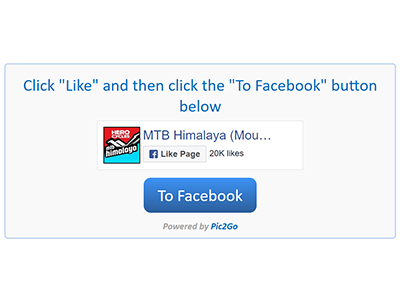 Click "Like" and then click the "To Facebook" button
below
HERO
CYCLES
MTB
himalaya
MTB Himalaya (Mou…
Like Page
20K likes
To Facebook
Powered by Pic2Go